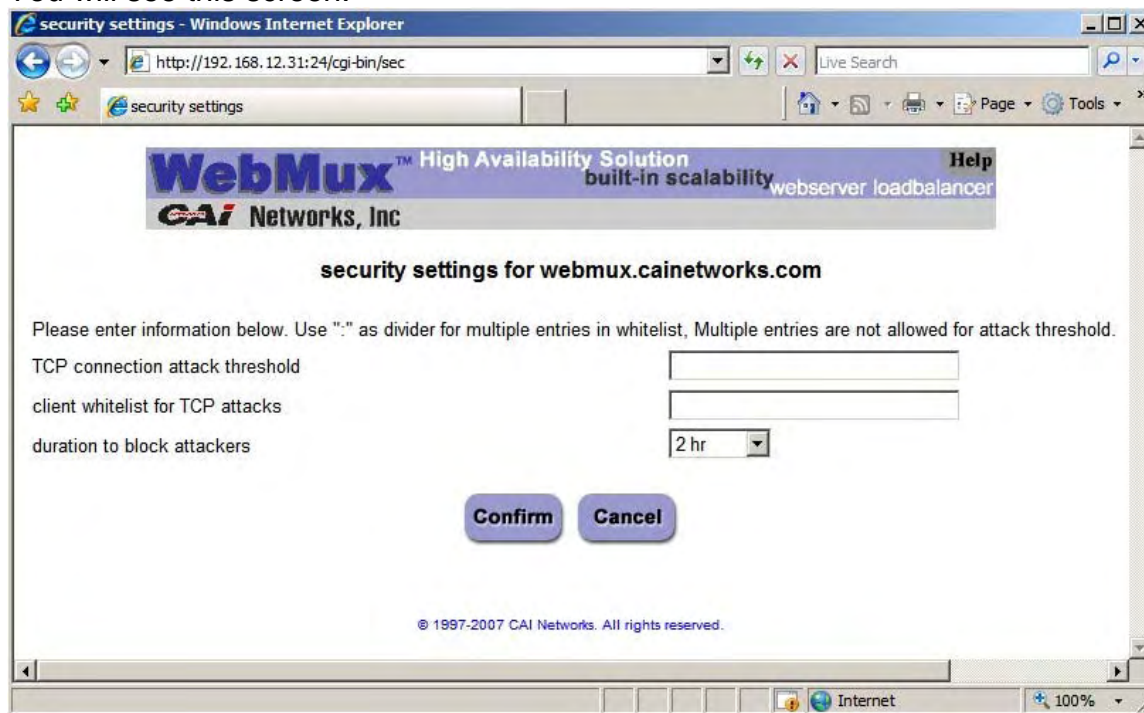 You will see this screen:
security settings - Windows Internet Explorer
http://192.168.12.31:24/cgi-bin/sec
Live Search
security settings
Page
Tools
WebMux™ High Availability Solution
built-in scalability
webserver loadbalancer
Help
CAi Networks, Inc
security settings for webmux.cainetworks.com
Please enter information below. Use ":" as divider for multiple entries in whitelist, Multiple entries are not allowed for attack threshold.
TCP connection attack threshold
client whitelist for TCP attacks
duration to block attackers
2 hr
Confirm Cancel
© 1997-2007 CAI Networks. All rights reserved.
Internet
100%